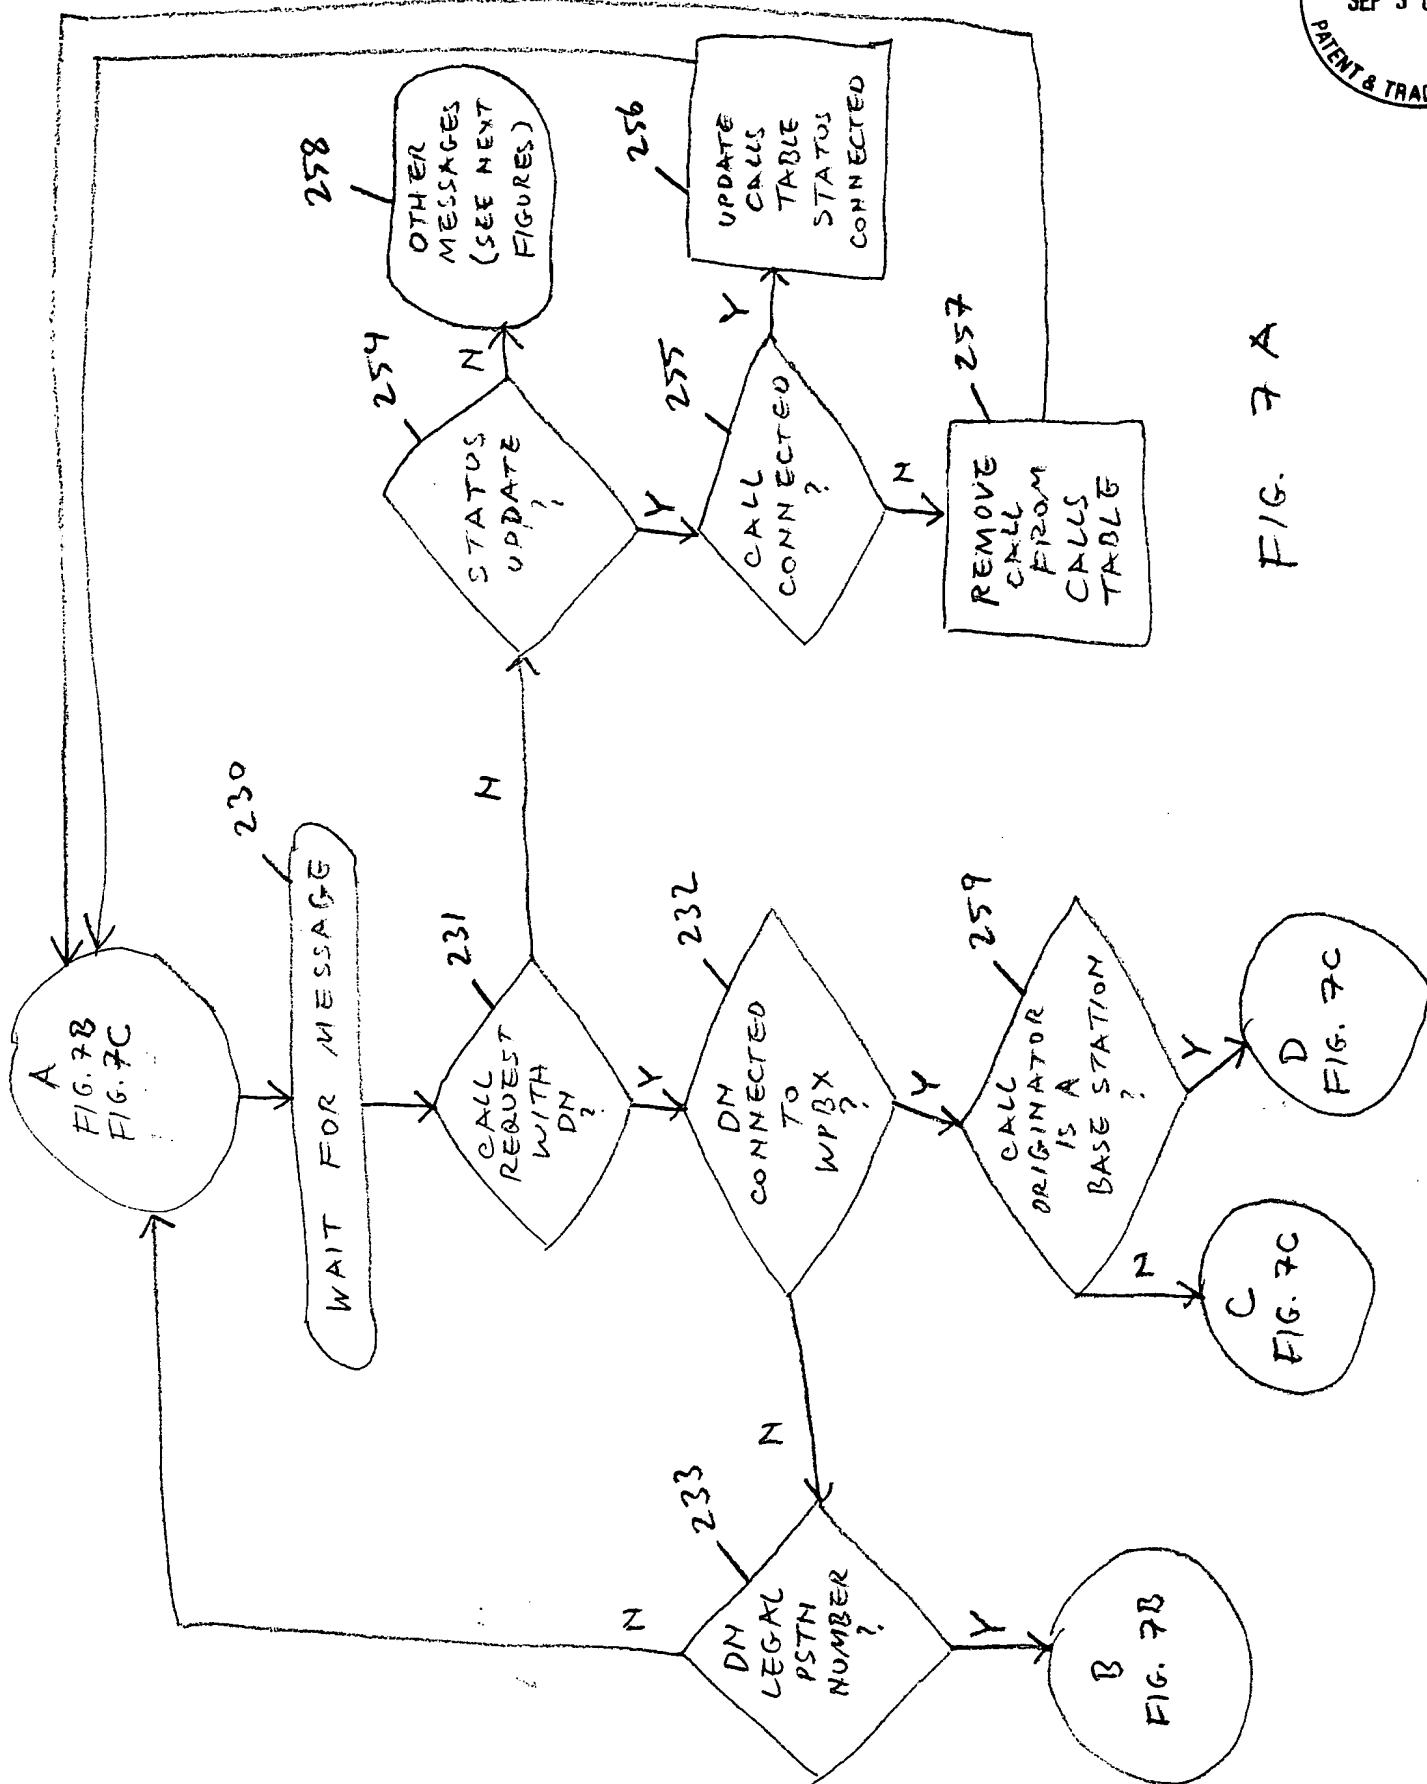 A
FIG. 7B
FIG. 7C
230
WAIT FOR MESSAGE
231
CALL
REQUEST
WITH
DN
?
N
Y
254
STATUS
UPDATE
?
N
Y
258
OTHER
MESSAGES
(SEE NEXT
FIGURES)
232
DN
CONNECTED
TO
WPBX
?
N
Y
255
CALL
CONNECTED
?
Y
N
256
UPDATE
CALLS
TABLE
STATUS
CONNECTED
257
REMOVE
CALL
FROM
CALLS
TABLE
233
DN
LEGAL
PSTN
NUMBER
?
N
Y
259
CALL
ORIGINATOR
IS A
BASE STATION
?
N
Y
B
FIG. 7B
C
FIG. 7C
D
FIG. 7C
FIG. 7A
SEP 3
PATENT & TRAD